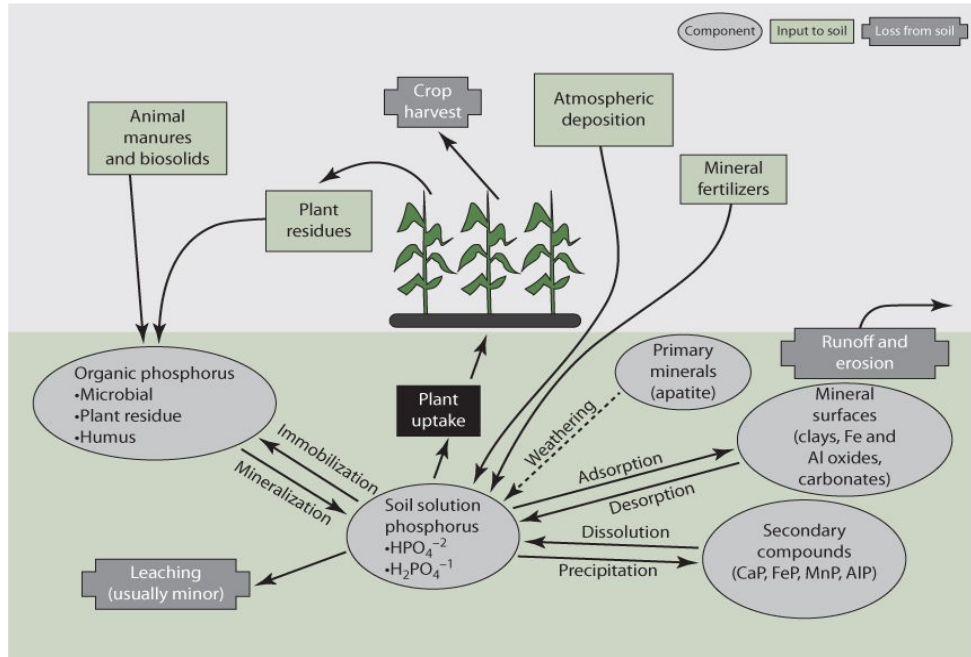 Component
Input to soil
Loss from soil
Animal
manures
and biosolids
Crop
harvest
Atmospheric
deposition
Mineral
fertilizers
Plant
residues
Runoff and
erosion
Primary
minerals
(apatite)
Organic phosphorus
•Microbial
•Plant residue
•Humus
Plant
uptake
Weathering
Mineral
surfaces
(clays, Fe and
Al oxides,
carbonates)
Immobilization
Mineralization
Adsorption
Desorption
Soil solution
phosphorus
•HPO₄⁻²
•H₂PO₄⁻¹
Dissolution
Precipitation
Secondary
compounds
(CaP, FeP, MnP, AlP)
Leaching
(usually minor)